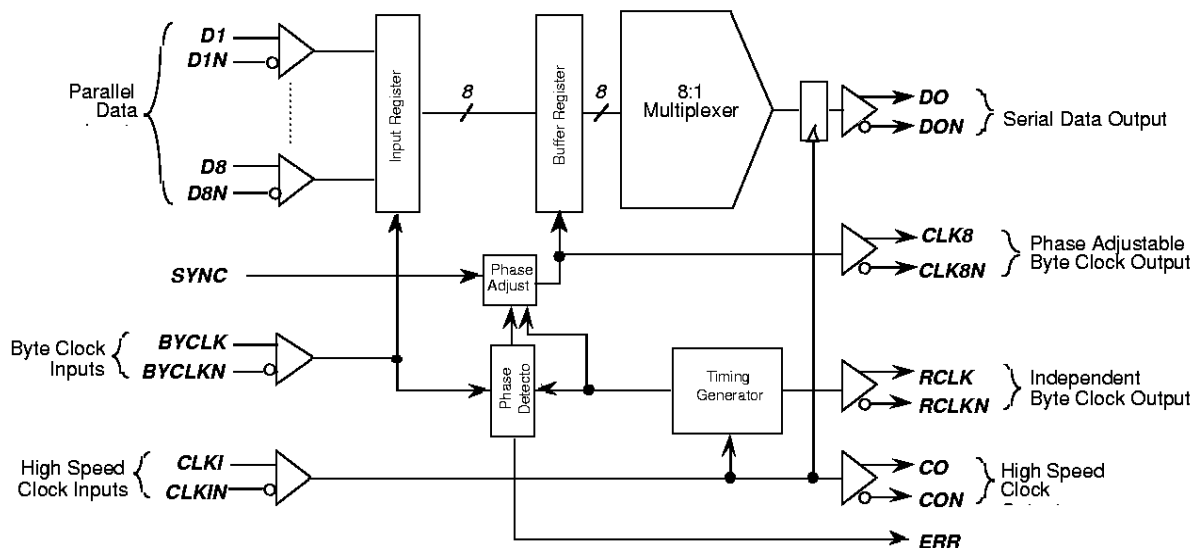 D1
D1N
Parallel
Data
D8
D8N
Input Register
8
Buffer Register
8
8:1
Multiplexer
DO
DON
Serial Data Output
SYNC
Phase
Adjust
CLK8
CLK8N
Phase Adjustable
Byte Clock Output
Byte Clock
Inputs
BYCLK
BYCLKN
Phase
Detecto
Timing
Generator
RCLK
RCLKN
Independent
Byte Clock Output
High Speed
Clock Inputs
CLKI
CLKIN
CO
CON
High Speed
Clock
ERR